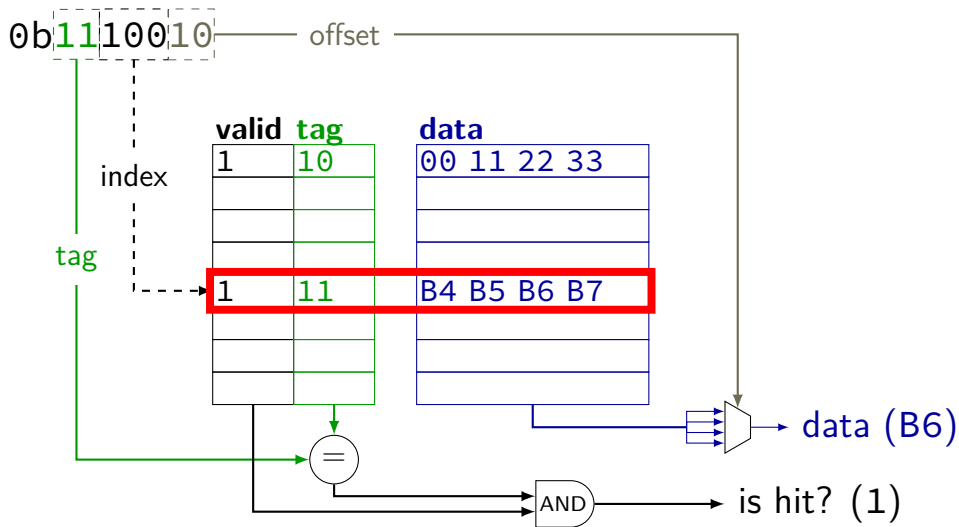 0b1110010 offset
valid tag data
1 10 00 11 22 33
index
tag
1 11 B4 B5 B6 B7
data (B6)
=
AND is hit? (1)